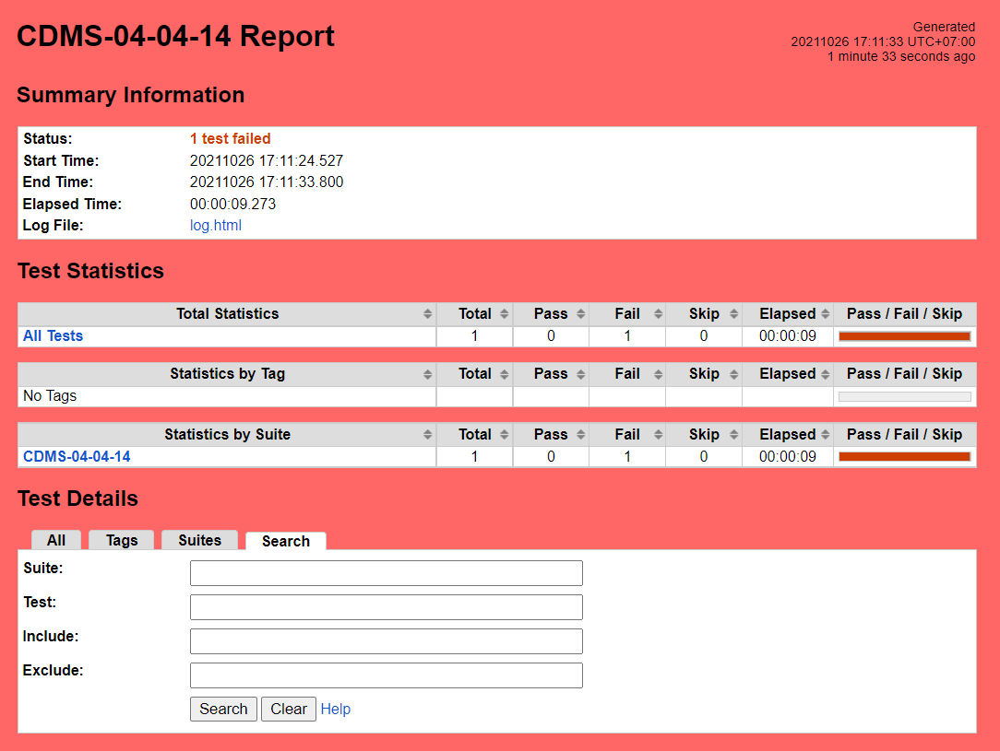 CDMS-04-04-14 Report
Generated
20211026 17:11:33 UTC+07:00
1 minute 33 seconds ago
Summary Information
Status: 1 test failed
Start Time: 20211026 17:11:24.527
End Time: 20211026 17:11:33.800
Elapsed Time: 00:00:09.273
Log File: log.html
Test Statistics
Total Statistics Total Pass Fail Skip Elapsed Pass / Fail / Skip
All Tests 1 0 1 0 00:00:09
Statistics by Tag Total Pass Fail Skip Elapsed Pass / Fail / Skip
No Tags
Statistics by Suite Total Pass Fail Skip Elapsed Pass / Fail / Skip
CDMS-04-04-14 1 0 1 0 00:00:09
Test Details
All Tags Suites Search
Suite:
Test:
Include:
Exclude:
Search Clear Help